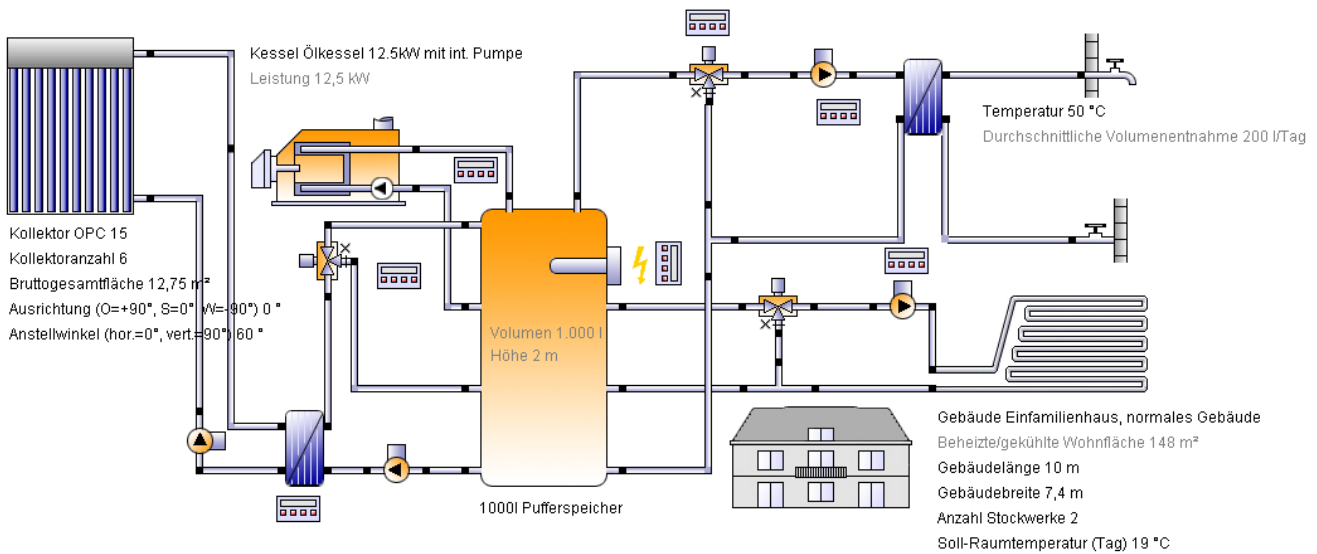 Kessel Ölkessel 12.5kW mit int. Pumpe
Leistung 12,5 kW
Temperatur 50 °C
Durchschnittliche Volumenentnahme 200 l/Tag
Kollektor OPC 15
Kollektoranzahl 6
Bruttogesamtfläche 12,75 m²
Ausrichtung (O=+90°, S=0°, W=-90°) 0 °
Anstellwinkel (hor.=0°, vert.=90°) 60 °
Volumen 1.000 l
Höhe 2 m
1000l Pufferspeicher
Gebäude Einfamilienhaus, normales Gebäude
Beheizte/gekühlte Wohnfläche 148 m²
Gebäudelänge 10 m
Gebäudebreite 7,4 m
Anzahl Stockwerke 2
Soll-Raumtemperatur (Tag) 19 °C